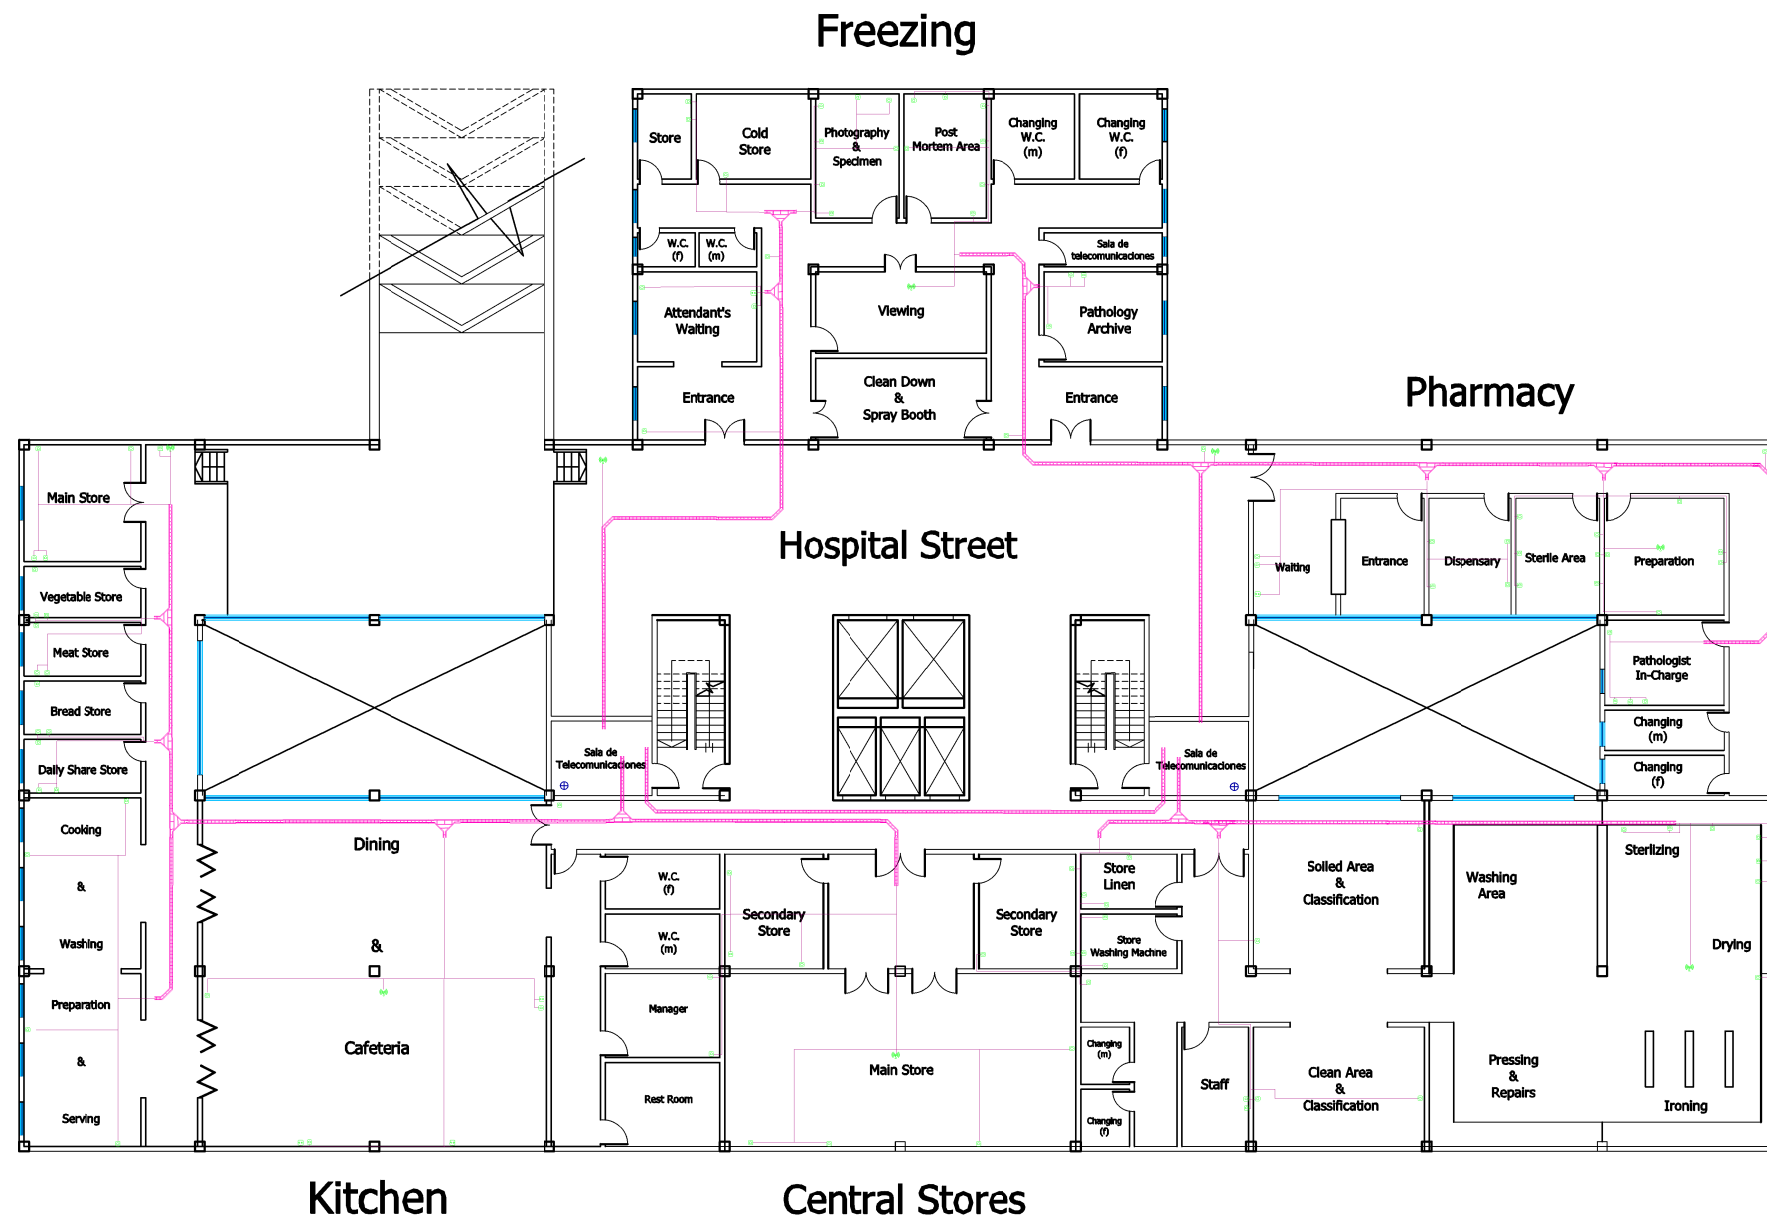 Freezing
Store
Cold
Store
Photography
&
Specimen
Post
Mortem Area
Changing
W.C.
(m)
Changing
W.C.
(f)
W.C.
(f)
W.C.
(m)
Sala de
telecomunicaciones
Attendant's
Waiting
Viewing
Pathology
Archive
Clean Down
&
Spray Booth
Entrance
Entrance
Pharmacy
Main Store
Hospital Street
Waiting
Entrance
Dispensary
Sterile Area
Preparation
Vegetable Store
Meat Store
Bread Store
Daily Share Store
Pathologist
In-Charge
Changing
(m)
Changing
(f)
Sala de
Telecomunicaciones
Sala de
Telecomunicaciones
Cooking
&
Washing
Preparation
&
Serving
Dining
&
Cafeteria
W.C.
(f)
W.C.
(m)
Manager
Rest Room
Secondary
Store
Secondary
Store
Main Store
Store
Linen
Store
Washing Machine
Changing
(m)
Changing
(f)
Staff
Soiled Area
&
Classification
Clean Area
&
Classification
Washing
Area
Sterlizing
Drying
Pressing
&
Repairs
Ironing
Kitchen
Central Stores